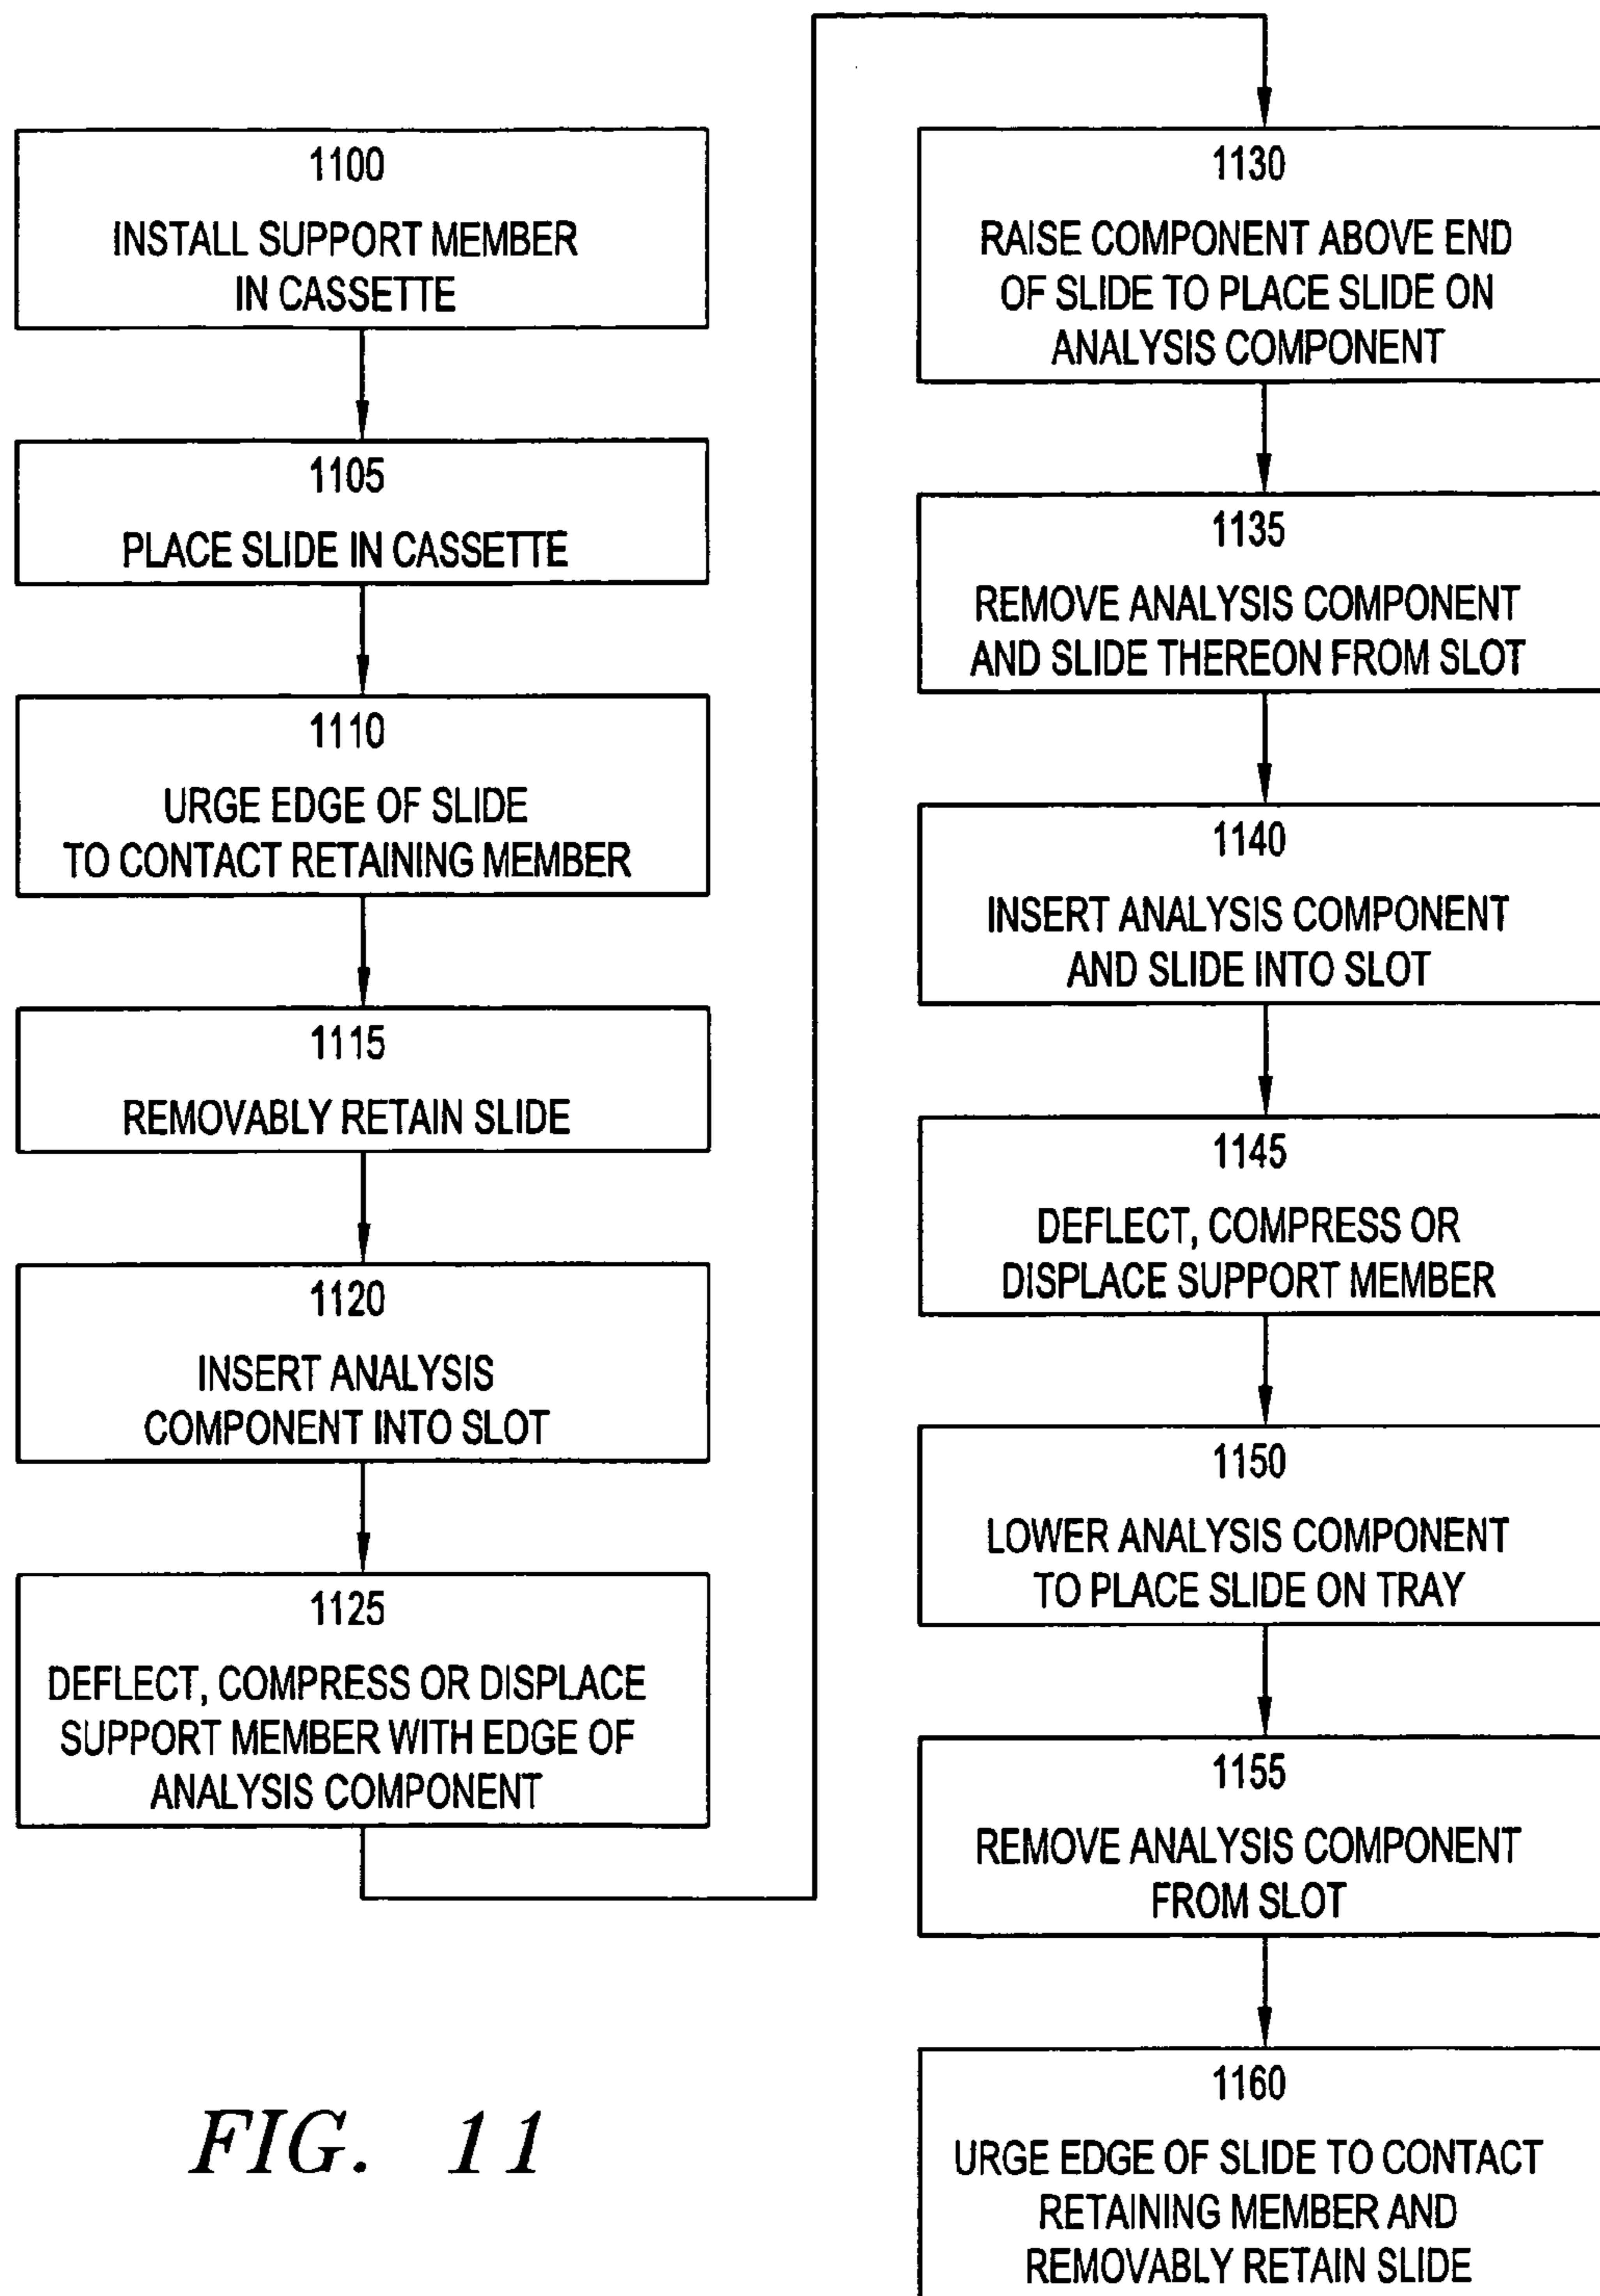 1100
INSTALL SUPPORT MEMBER
IN CASSETTE
1105
PLACE SLIDE IN CASSETTE
1110
URGE EDGE OF SLIDE
TO CONTACT RETAINING MEMBER
1115
REMOVABLY RETAIN SLIDE
1120
INSERT ANALYSIS
COMPONENT INTO SLOT
1125
DEFLECT, COMPRESS OR DISPLACE
SUPPORT MEMBER WITH EDGE OF
ANALYSIS COMPONENT
1130
RAISE COMPONENT ABOVE END
OF SLIDE TO PLACE SLIDE ON
ANALYSIS COMPONENT
1135
REMOVE ANALYSIS COMPONENT
AND SLIDE THEREON FROM SLOT
1140
INSERT ANALYSIS COMPONENT
AND SLIDE INTO SLOT
1145
DEFLECT, COMPRESS OR
DISPLACE SUPPORT MEMBER
1150
LOWER ANALYSIS COMPONENT
TO PLACE SLIDE ON TRAY
1155
REMOVE ANALYSIS COMPONENT
FROM SLOT
1160
URGE EDGE OF SLIDE TO CONTACT
RETAINING MEMBER AND
REMOVABLY RETAIN SLIDE
FIG. 11